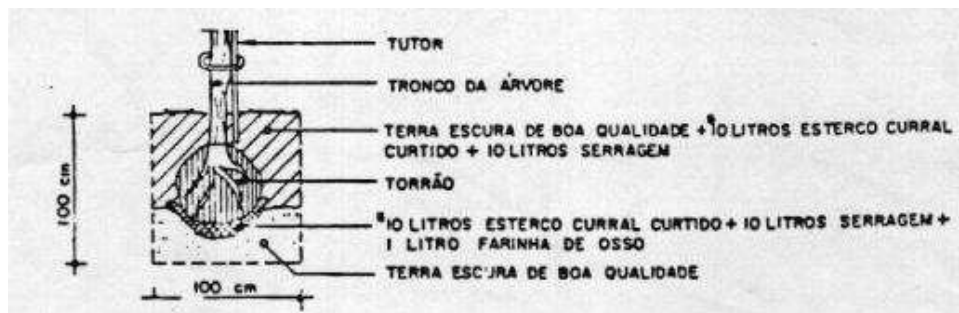 TUTOR
TRONCO DA ÁRVORE
TERRA ESCURA DE BOA QUALIDADE + *10 LITROS ESTERCO CURRAL
CURTIDO + 10 LITROS SERRAGEM
TORRÃO
*10 LITROS ESTERCO CURRAL CURTIDO + 10 LITROS SERRAGEM +
1 LITRO FARINHA DE OSSO
TERRA ESCURA DE BOA QUALIDADE
100 cm
100 cm